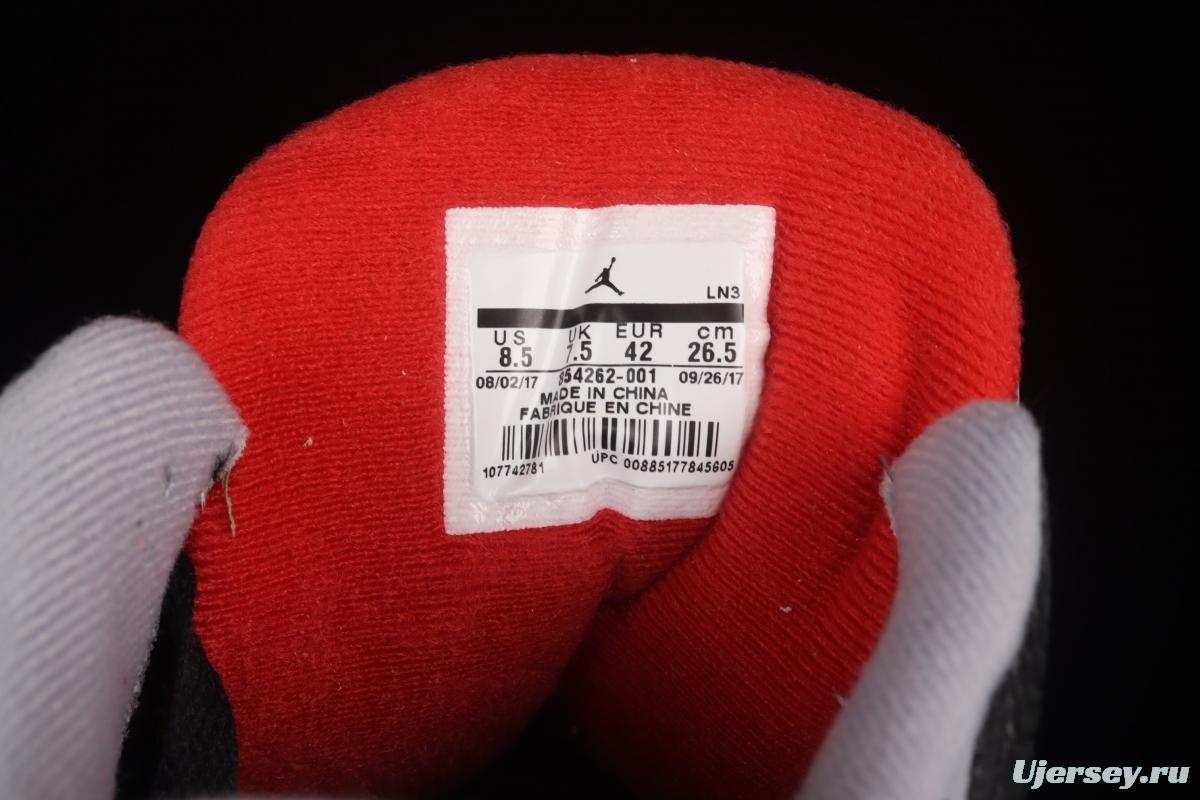 LN3
US UK EUR cm
8.5 7.5 42 26.5
08/02/17 854262-001 09/26/17
MADE IN CHINA
FABRIQUE EN CHINE
107742781 UPC 00885177845605
Ujersey.ru